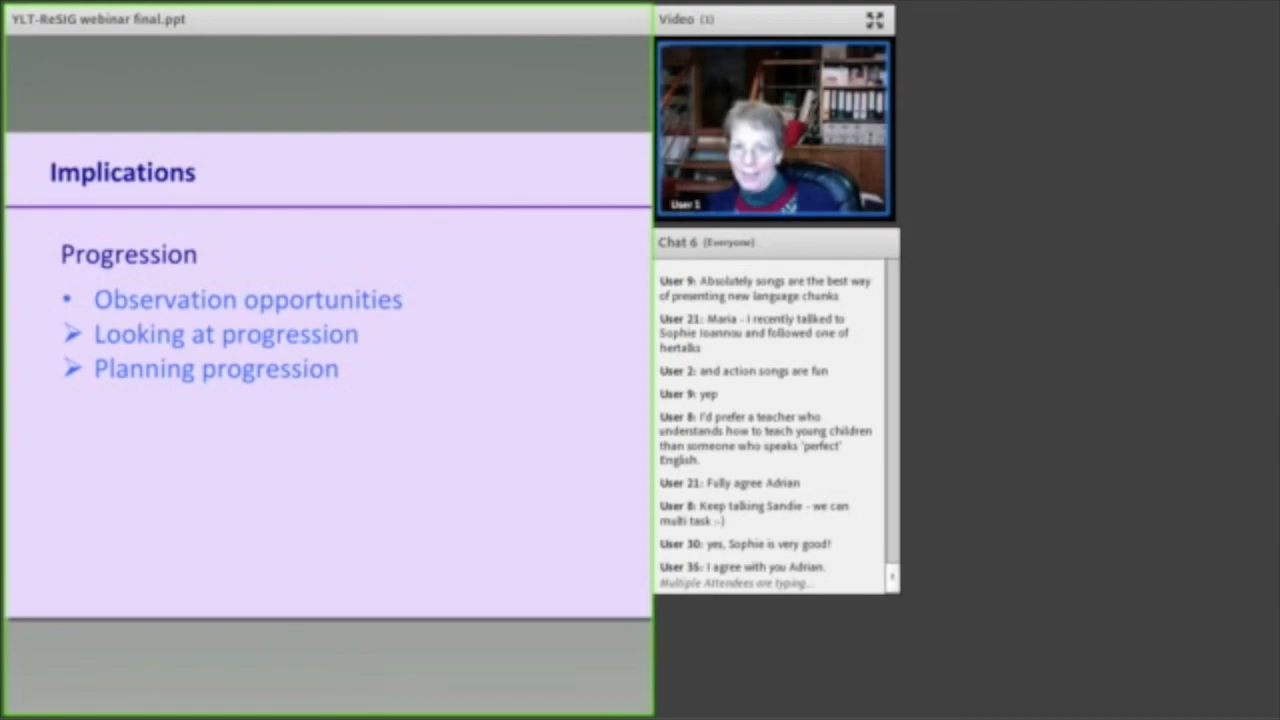 YLT-ReSIG webinar final.ppt
Implications
Progression
• Observation opportunities
➢ Looking at progression
➢ Planning progression
Video (1)
User 1
Chat 6 (Everyone)
User 9: Absolutely songs are the best way
of presenting new language chunks
User 21: Maria - I recently tallked to
Sophie Ioannou and followed one of
hertalks
User 2: and action songs are fun
User 9: yep
User 8: I'd prefer a teacher who
understands how to teach young children
than someone who speaks 'perfect'
English.
User 21: Fully agree Adrian
User 8: Keep talking Sandie - we can
multi task :-)
User 30: yes, Sophie is very good!
User 35: I agree with you Adrian.
Multiple Attendees are typing...